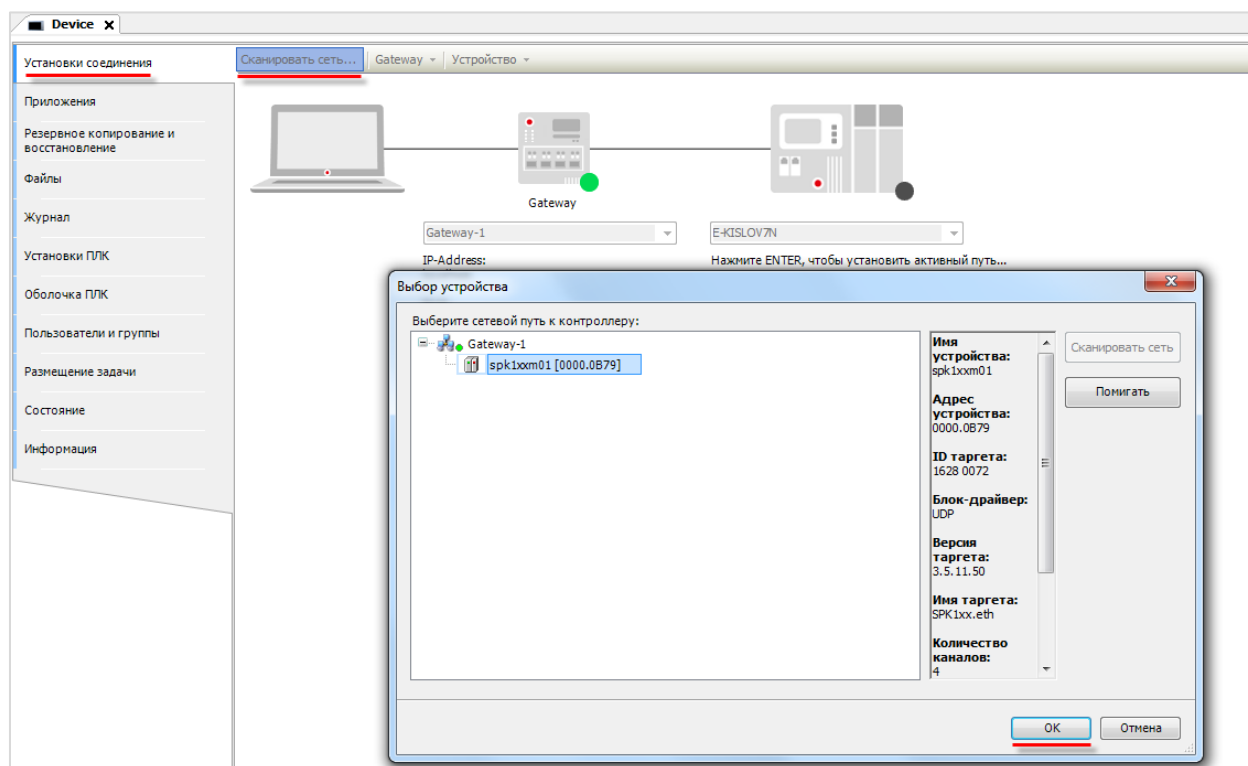 Device
Установки соединения
Сканировать сеть...
Gateway
Устройство
Приложения
Резервное копирование и
восстановление
Файлы
Журнал
Установки ПЛК
Оболочка ПЛК
Пользователи и группы
Размещение задачи
Состояние
Информация
Gateway
Gateway-1
E-KISLOV7N
IP-Address:
Нажмите ENTER, чтобы установить активный путь...
Выбор устройства
Выберите сетевой путь к контроллеру:
Gateway-1
spk1xxm01 [0000.0B79]
Имя
устройства:
spk1xxm01
Адрес
устройства:
0000.0B79
ID таргета:
1628 0072
Блок-драйвер:
UDP
Версия
таргета:
3.5.11.50
Имя таргета:
SPK1xx.eth
Количество
каналов:
4
Сканировать сеть
Помигать
OK
Отмена